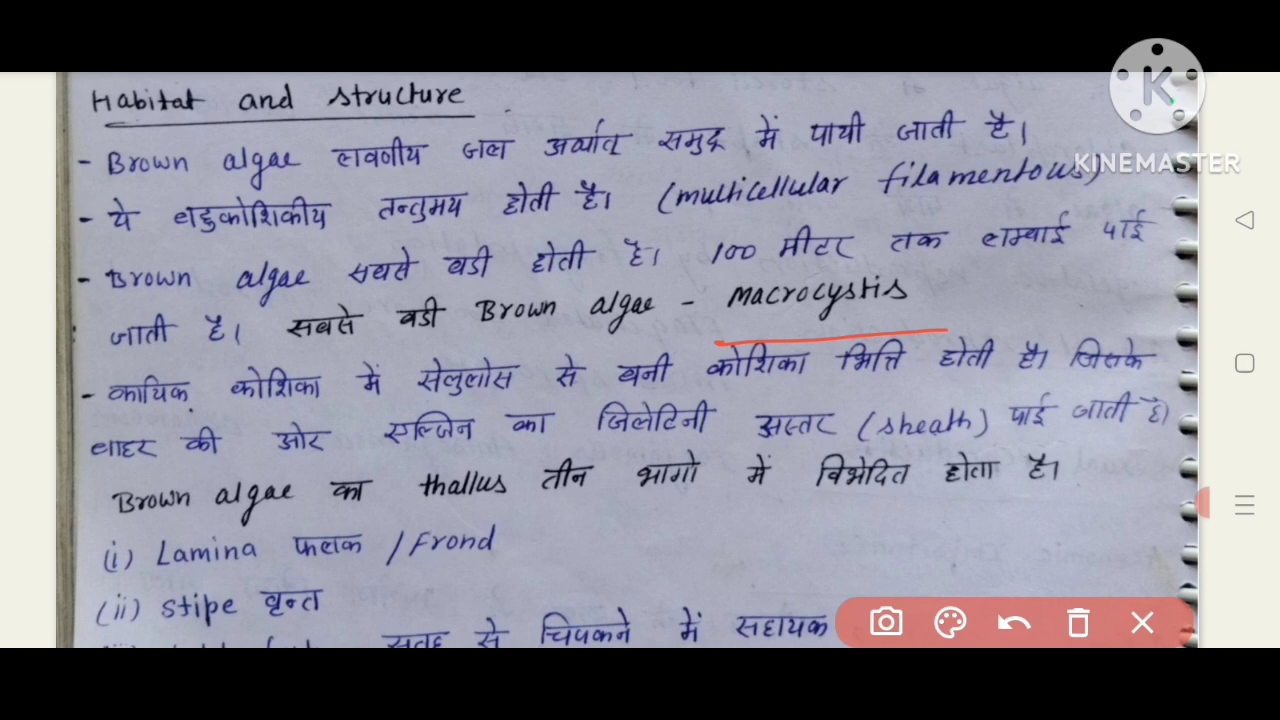 Habitat and structure
- Brown algae लवणीय जल अर्थात् समुद्र में पायी जाती है।
- ये बहुकोशिकीय तन्तुमय होती है। (multicellular filamentous)
- Brown algae सबसे बडी होती है। 100 मीटर तक लम्बाई पाई
जाती है। सबसे बडी Brown algae - macrocystis
- कायिक कोशिका में सेलुलोस से बनी कोशिका भित्ति होती है। जिसके
बाहर की ओर एल्जिन का जिलेटिनी अस्तर (sheath) पाई जाती है।
Brown algae का thallus तीन भागो में विभेदित होता है।
(i) Lamina फलक / Frond
(ii) stipe वृन्त
सतह से चिपकने में सहायक
K
KINEMASTER